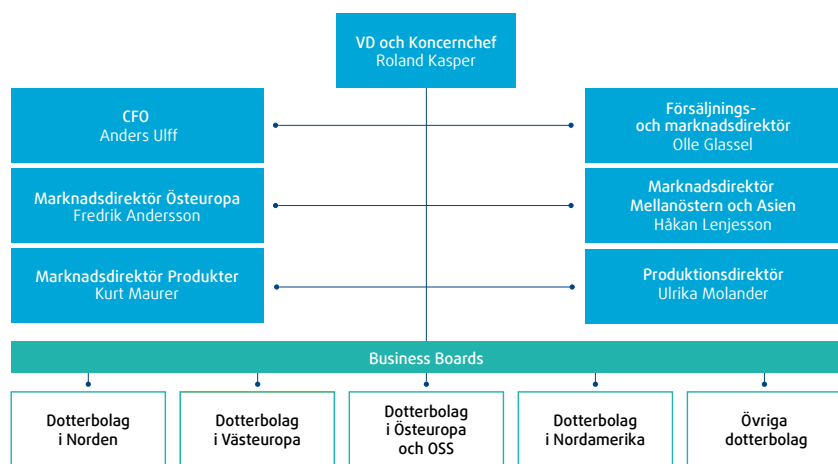 VD och Koncernchef
Roland Kasper
CFO
Anders Ulff
Försäljnings-
och marknadsdirektör
Olle Glassel
Marknadsdirektör Östeuropa
Fredrik Andersson
Marknadsdirektör
Mellanöstern och Asien
Håkan Lenjesson
Marknadsdirektör Produkter
Kurt Maurer
Produktionsdirektör
Ulrika Molander
Business Boards
Dotterbolag
i Norden
Dotterbolag
i Västeuropa
Dotterbolag
i Östeuropa
och OSS
Dotterbolag
i Nordamerika
Övriga
dotterbolag